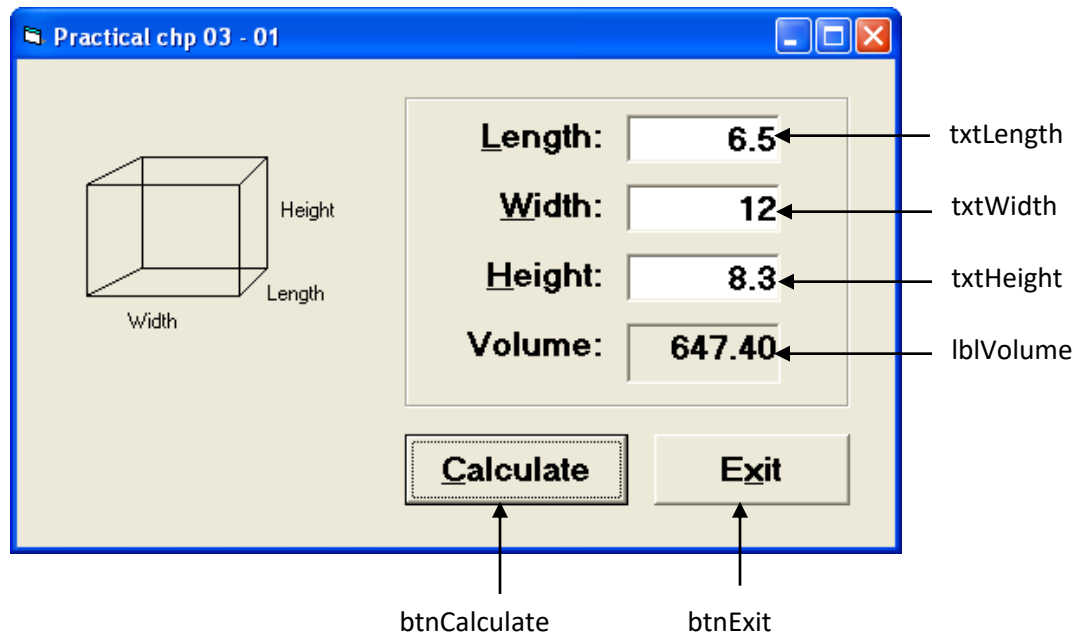 Practical chp 03 - 01
Length: 6.5 txtLength
Width: 12 txtWidth
Height
Height: 8.3 txtHeight
Length
Width
Volume: 647.40 lblVolume
Calculate Exit
btnCalculate btnExit